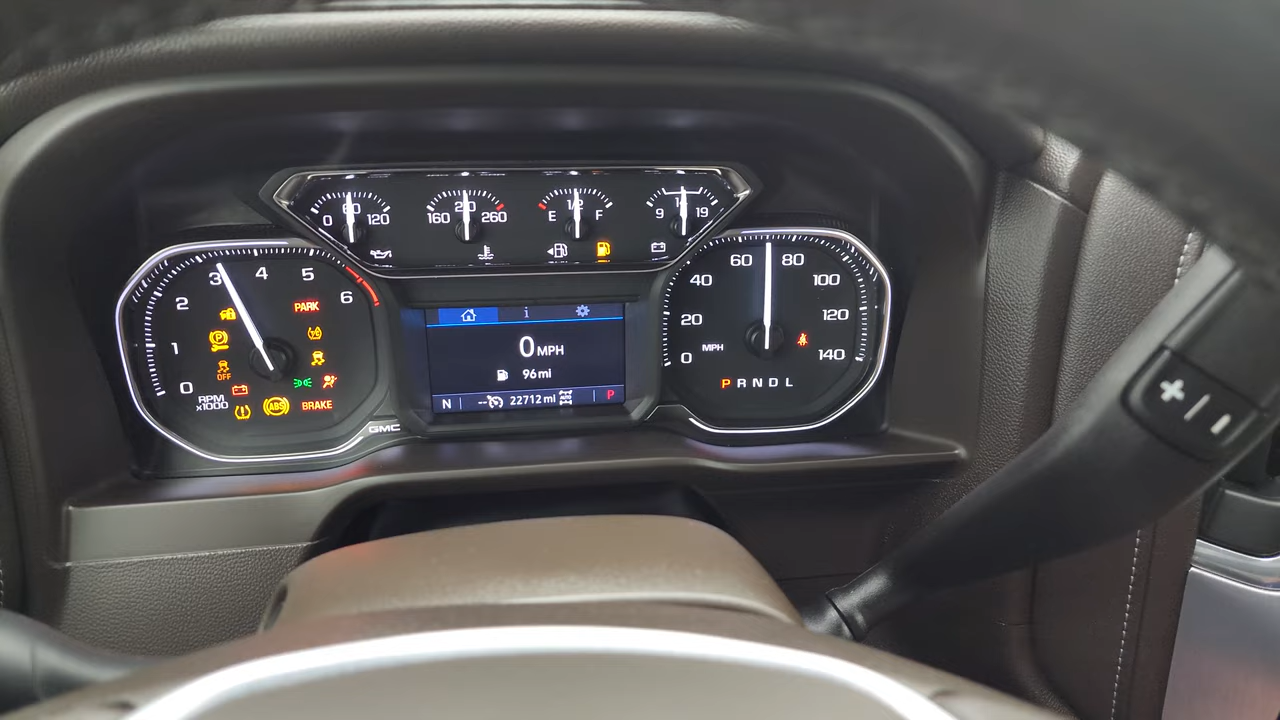 0 60 120
160 210 260
E 1/2 F
9 14 19
0 1 2 3 4 5 6
PARK
OFF
ABS
BRAKE
RPM
x1000
GMC
i
0 MPH
96 mi
N 22712 mi P
0 20 40 60 80 100 120 140
MPH
P R N D L
+ -